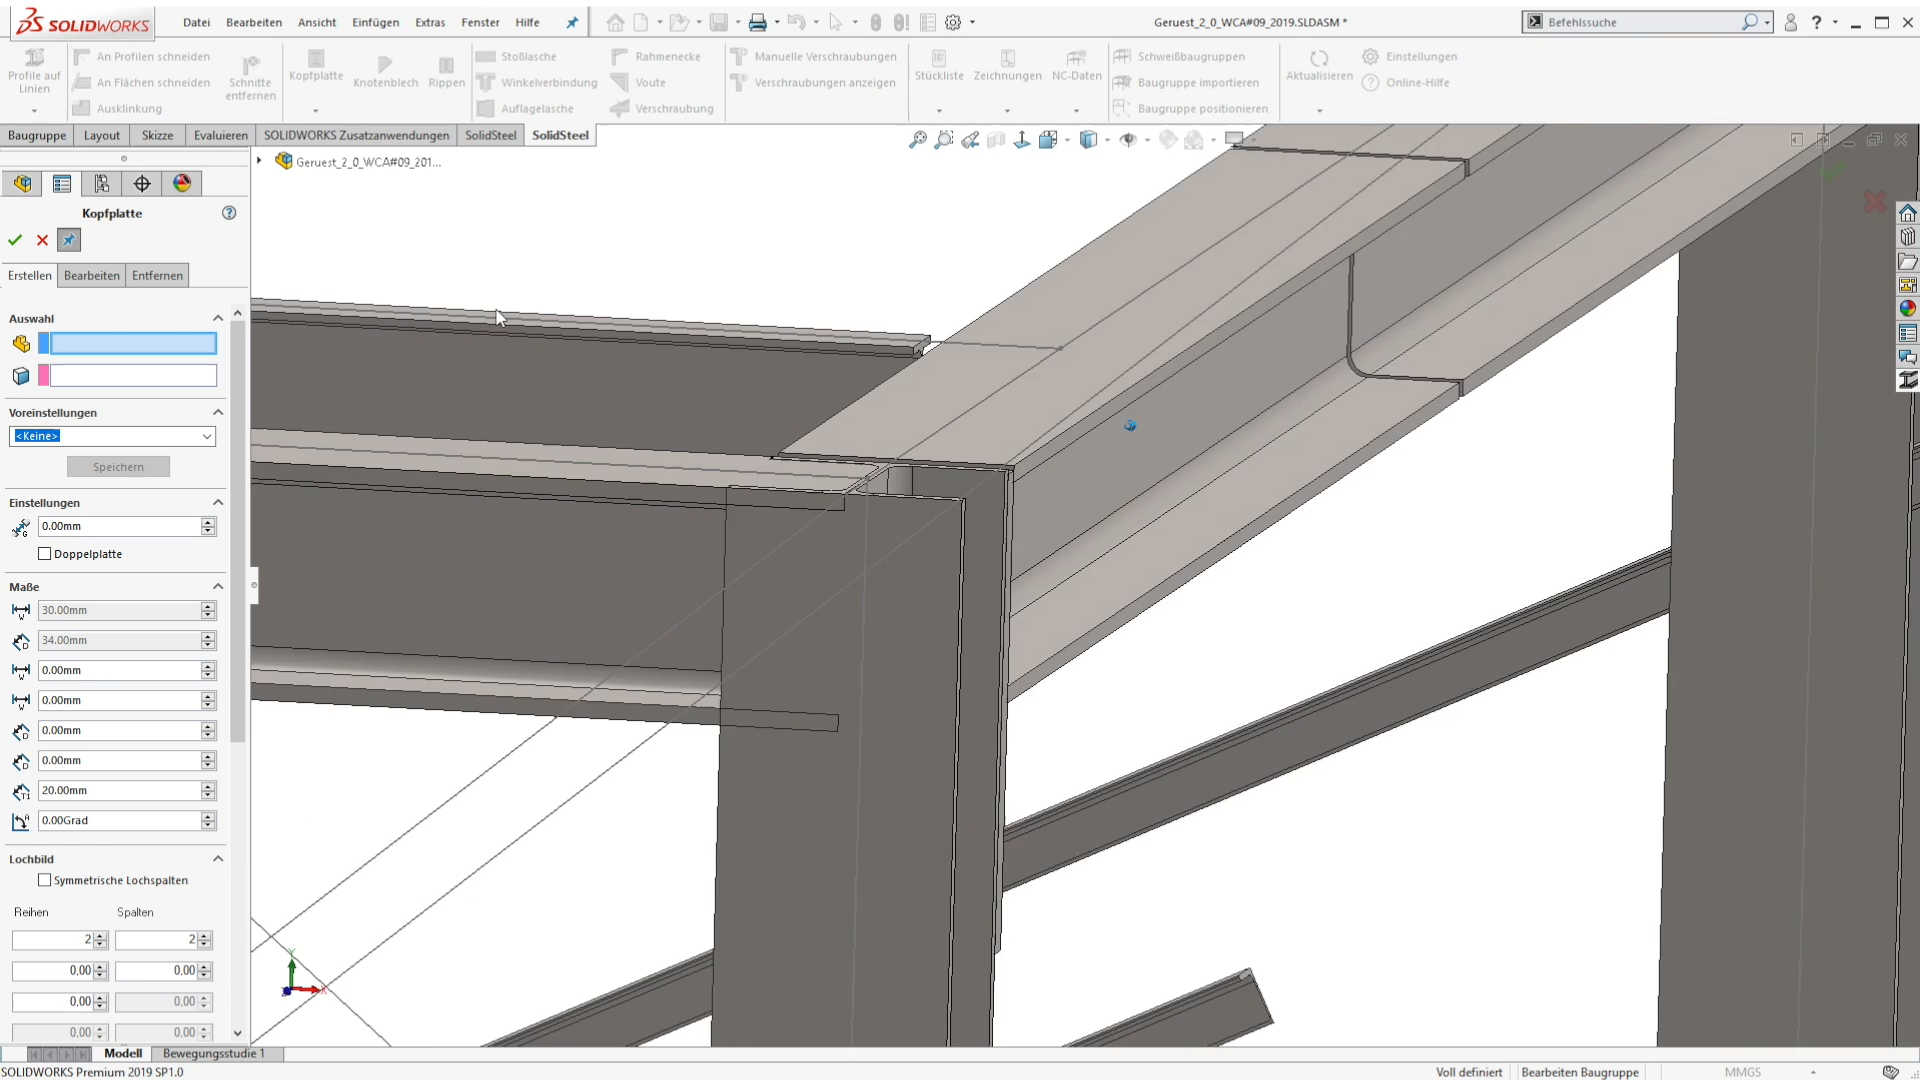 SOLIDWORKS
Datei Bearbeiten Ansicht Einfügen Extras Fenster Hilfe
Geruest_2_0_WCA#09_2019.SLDASM *
Befehlssuche
?
Profile auf Linien
An Profilen schneiden
An Flächen schneiden
Ausklinkung
Schnitte entfernen
Kopfplatte
Knotenblech
Rippen
Stoßlasche
Winkelverbindung
Auflagelasche
Rahmenecke
Voute
Verschraubung
Manuelle Verschraubungen
Verschraubungen anzeigen
Stückliste
Zeichnungen
NC-Daten
Schweißbaugruppen
Baugruppe importieren
Baugruppe positionieren
Aktualisieren
Einstellungen
Online-Hilfe
Baugruppe Layout Skizze Evaluieren SOLIDWORKS Zusatzanwendungen SolidSteel SolidSteel
Geruest_2_0_WCA#09_201...
Kopfplatte
Erstellen Bearbeiten Entfernen
Auswahl
Voreinstellungen
<Keine>
Speichern
Einstellungen
0.00mm
Doppelplatte
Maße
30.00mm
34.00mm
0.00mm
0.00mm
0.00mm
0.00mm
20.00mm
0.00Grad
Lochbild
Symmetrische Lochspalten
Reihen Spalten
2 2
0.00 0.00
0.00 0.00
0.00 0.00
Modell Bewegungsstudie 1
SOLIDWORKS Premium 2019 SP1.0
Voll definiert Bearbeiten Baugruppe MMGS